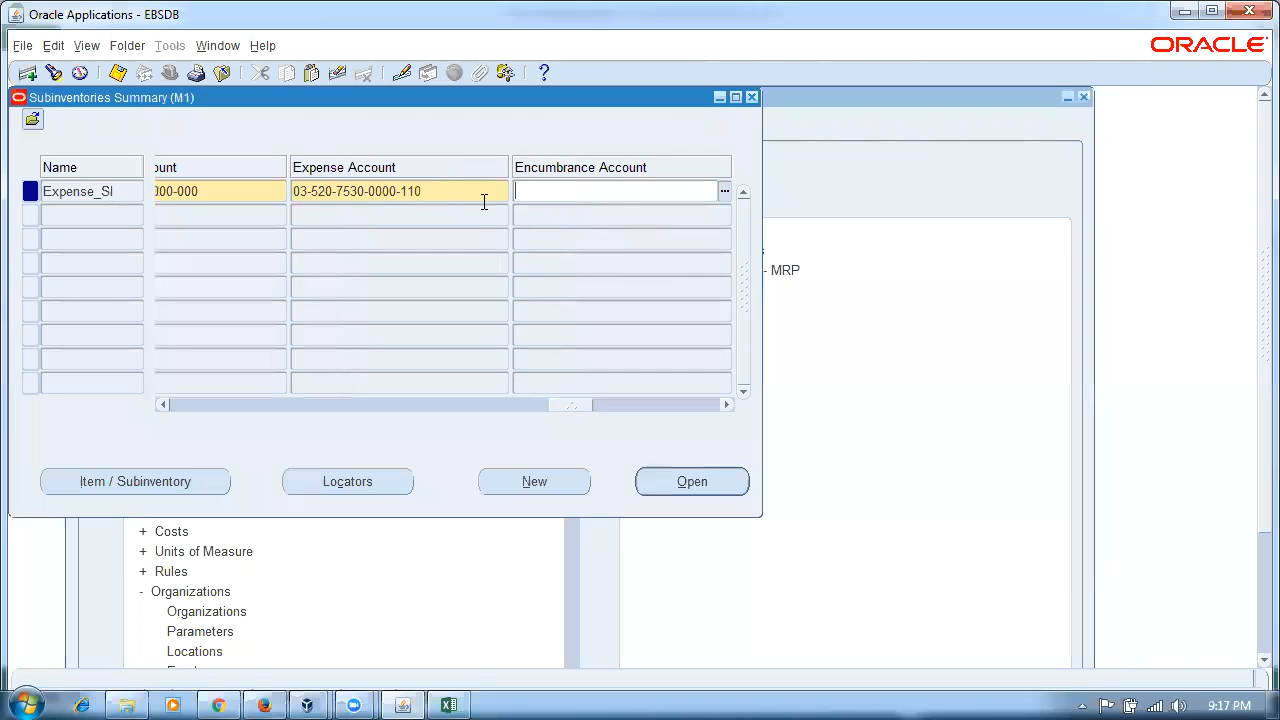 Oracle Applications - EBSDB
File Edit View Folder Tools Window Help
ORACLE
Subinventories Summary (M1)
Name ount Expense Account Encumbrance Account
Expense_SI 000-000 03-520-7530-0000-110
- MRP
Item / Subinventory Locators New Open
+ Costs
+ Units of Measure
+ Rules
- Organizations
Organizations
Parameters
Locations
9:17 PM